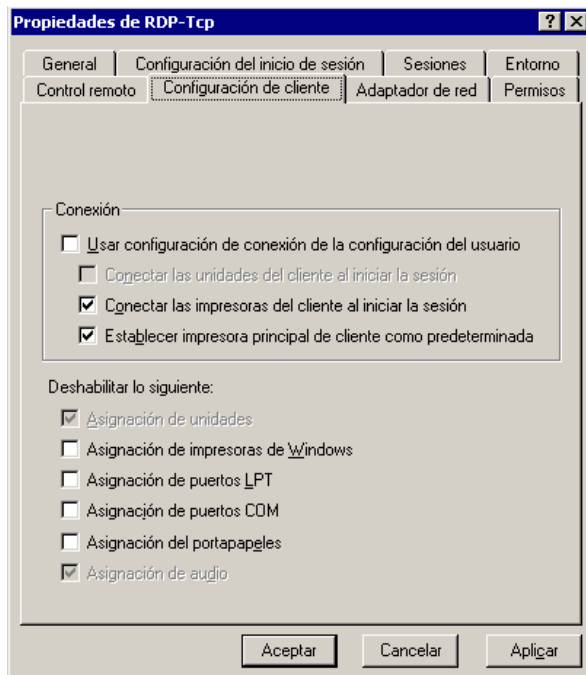 Propiedades de RDP-Tcp
General Configuración del inicio de sesión Sesiones Entorno
Control remoto Configuración de cliente Adaptador de red Permisos
Conexión
Usar configuración de conexión de la configuración del usuario
Conectar las unidades del cliente al iniciar la sesión
Conectar las impresoras del cliente al iniciar la sesión
Establecer impresora principal de cliente como predeterminada
Deshabilitar lo siguiente:
Asignación de unidades
Asignación de impresoras de Windows
Asignación de puertos LPT
Asignación de puertos COM
Asignación del portapapeles
Asignación de audio
Aceptar Cancelar Aplicar